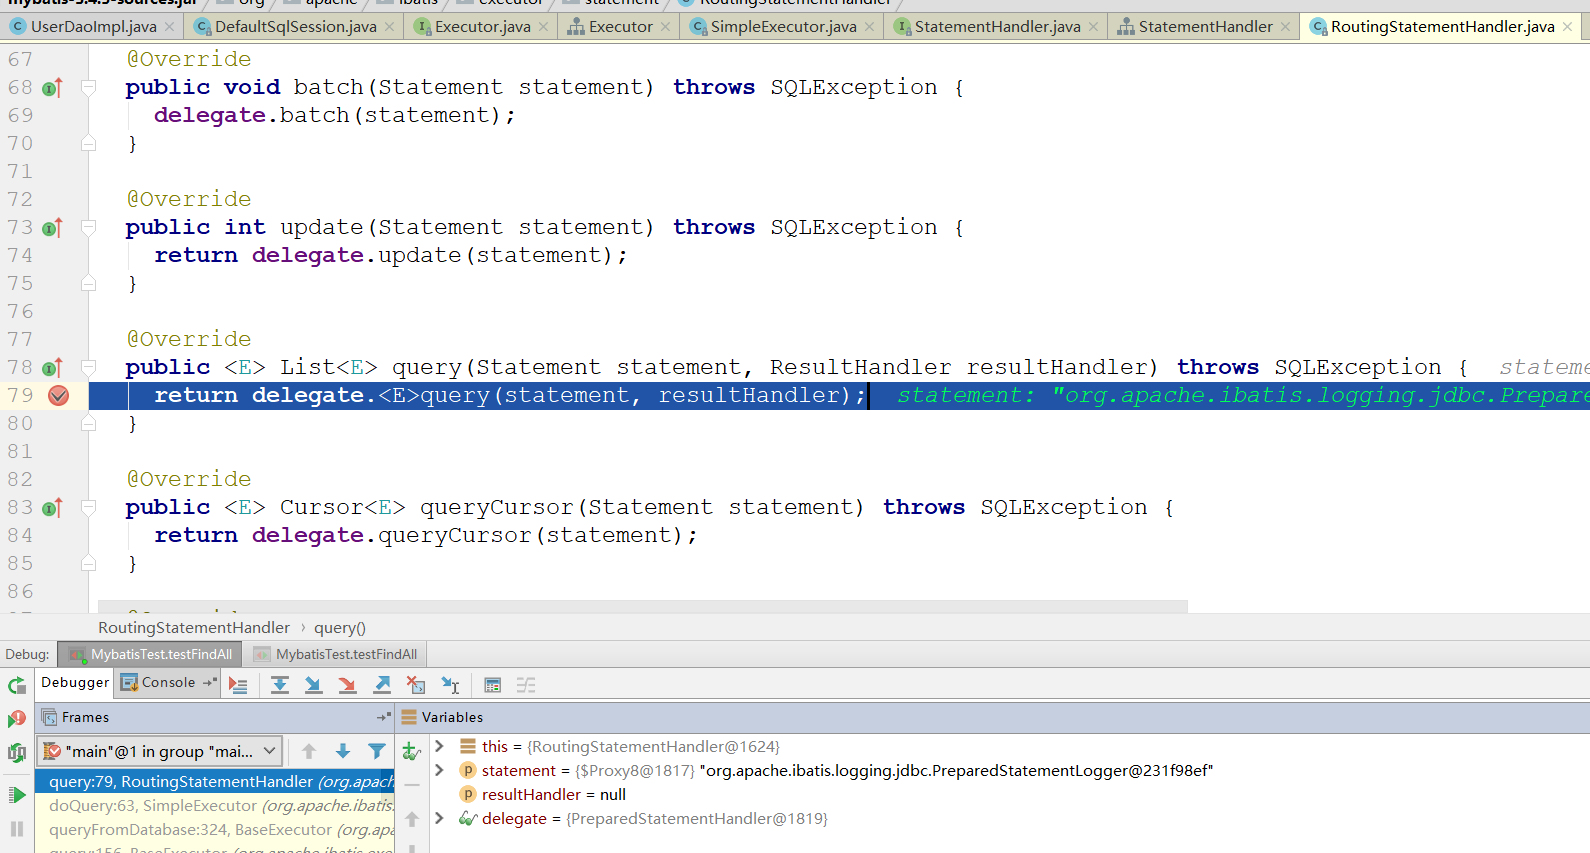 mybatis-3.4.5-sources.jar org apache ibatis executor statement RoutingStatementHandler
UserDaoImpl.java DefaultSqlSession.java Executor.java Executor SimpleExecutor.java StatementHandler.java StatementHandler RoutingStatementHandler.java
67 @Override
68 public void batch(Statement statement) throws SQLException {
69 delegate.batch(statement);
70 }
71
72 @Override
73 public int update(Statement statement) throws SQLException {
74 return delegate.update(statement);
75 }
76
77 @Override
78 public <E> List<E> query(Statement statement, ResultHandler resultHandler) throws SQLException { stateme
79 return delegate.<E>query(statement, resultHandler); statement: "org.apache.ibatis.logging.jdbc.Prepare
80 }
81
82 @Override
83 public <E> Cursor<E> queryCursor(Statement statement) throws SQLException {
84 return delegate.queryCursor(statement);
85 }
86
RoutingStatementHandler › query()
Debug: MybatisTest.testFindAll MybatisTest.testFindAll
Debugger Console
Frames Variables
"main"@1 in group "mai...
this = {RoutingStatementHandler@1624}
query:79, RoutingStatementHandler (org.apach
statement = {$Proxy8@1817} "org.apache.ibatis.logging.jdbc.PreparedStatementLogger@231f98ef"
doQuery:63, SimpleExecutor (org.apache.ibatis.
resultHandler = null
queryFromDatabase:324, BaseExecutor (org.apa
delegate = {PreparedStatementHandler@1819}
query:156, BaseExecutor (org.apache.ibatis.exe